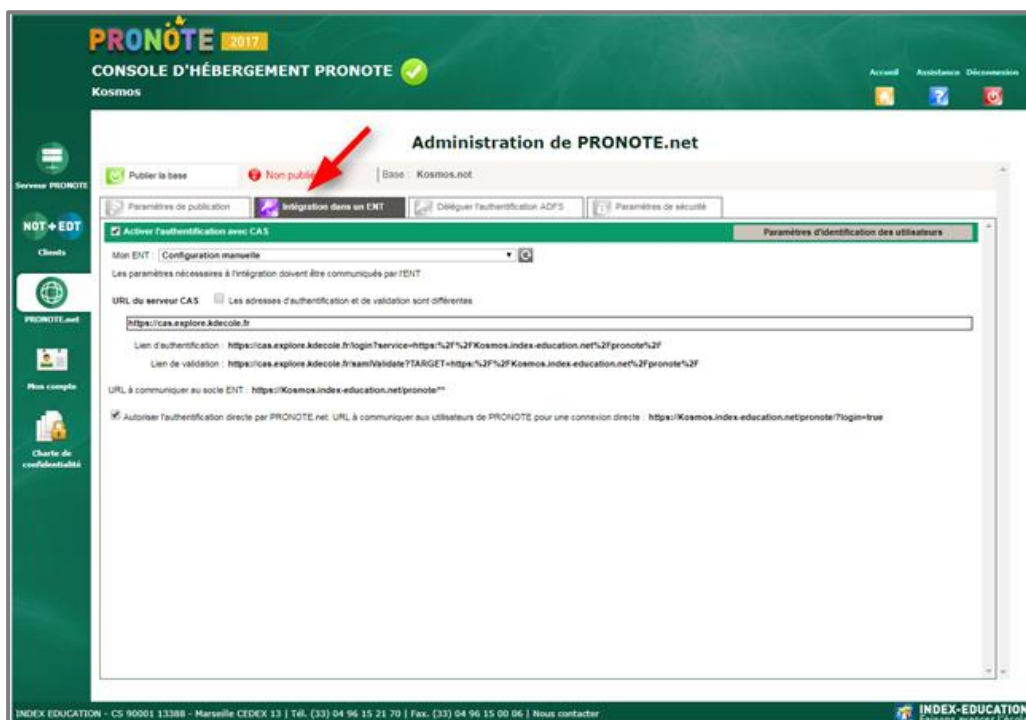 PRONOTE 2017
CONSOLE D'HÉBERGEMENT PRONOTE
Kosmos
Accueil Assistance Déconnexion
Administration de PRONOTE.net
Serveur PRONOTE
Publier la base Non publié Base : Kosmos.not
Paramètres de publication Intégration dans un ENT Déléguer l'authentification ADFS Paramètres de sécurité
NOT + EDT
Clients
Activer l'authentification avec CAS Paramètres d'identification des utilisateurs
Mon ENT : Configuration manuelle
Les paramètres nécessaires à l'intégration doivent être communiqués par l'ENT
URL du serveur CAS Les adresses d'authentification et de validation sont différentes
PRONOTE.net
https://cas.explore.kdecole.fr
Lien d'authentification : https://cas.explore.kdecole.fr/login?service=https:%2F%2FKosmos.index-education.net%2Fpronote%2F
Lien de validation : https://cas.explore.kdecole.fr/samlValidate?TARGET=https:%2F%2FKosmos.index-education.net%2Fpronote%2F
Mon compte
URL à communiquer au socle ENT : https://Kosmos.index-education.net/pronote/**
Autoriser l'authentification directe par PRONOTE.net. URL à communiquer aux utilisateurs de PRONOTE pour une connexion directe : https://Kosmos.index-education.net/pronote/?login=true
Charte de
confidentialité
INDEX EDUCATION - CS 90001 13388 - Marseille CEDEX 13 | Tél. (33) 04 96 15 21 70 | Fax. (33) 04 96 15 00 06 | Nous contacter
INDEX-EDUCATION